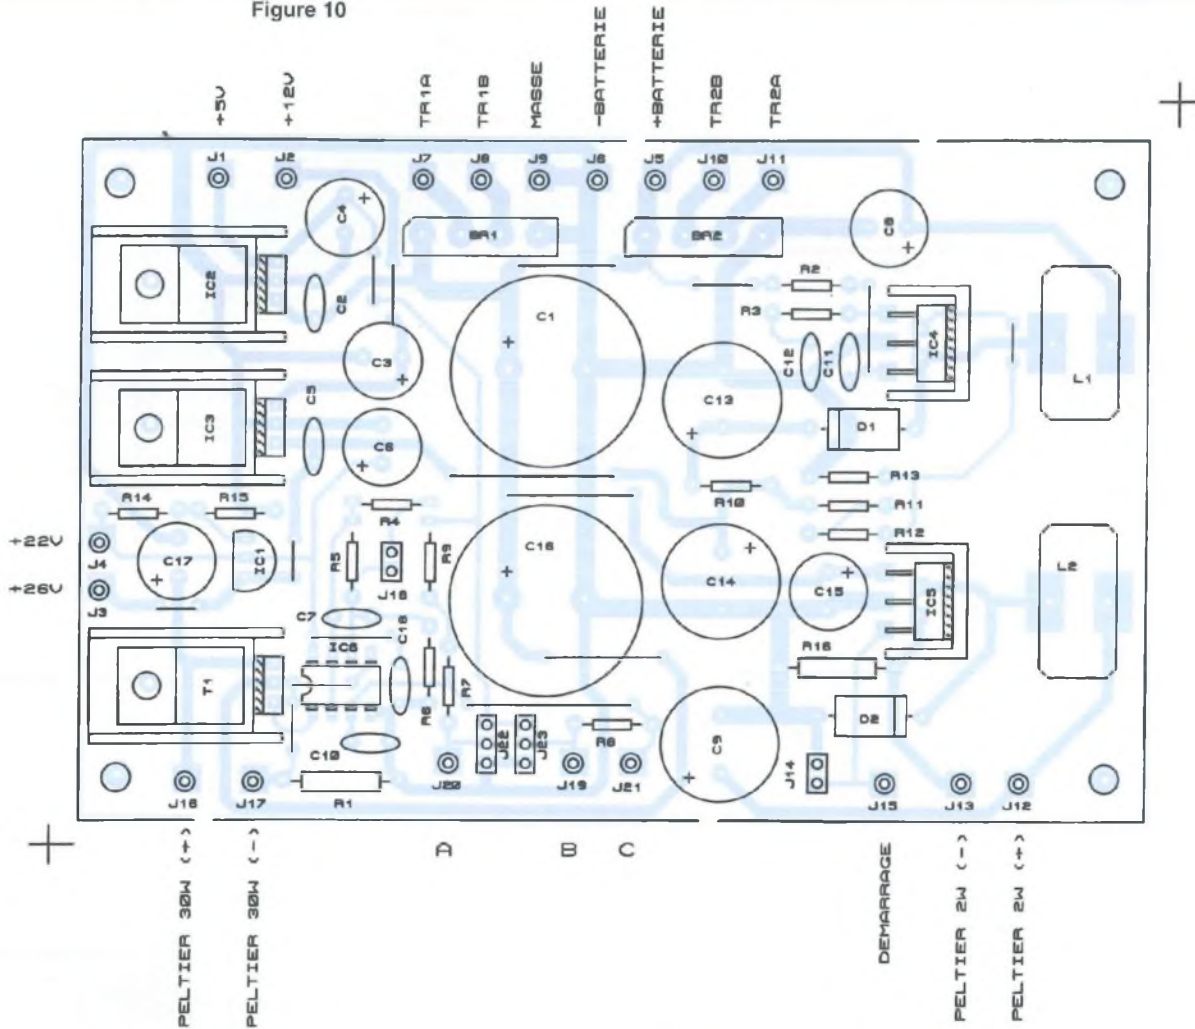 Figure 10
+5V
+12V
TR1A
TR1B
MASSE
-BATTERIE
+BATTERIE
TR2B
TR2A
J1
J2
J7
J8
J9
J6
J5
J10
J11
C4
BR1
BR2
C8
IC2
C2
R2
R3
C1
C3
C12
C11
IC4
L1
C13
C5
IC3
D1
C6
R14
R15
R4
R10
R13
R11
R12
+22V
J4
C17
IC1
R5
J18
R9
C16
C14
C15
IC5
L2
+26V
J3
C7
IC6
C18
R16
T1
R6
R7
D2
C10
J22
J23
R8
C9
J14
J16
J17
R1
J20
J19
J21
J15
J13
J12
A
B
C
PELTIER 30W (+)
PELTIER 30W (-)
DEMARRAGE
PELTIER 2W (-)
PELTIER 2W (+)